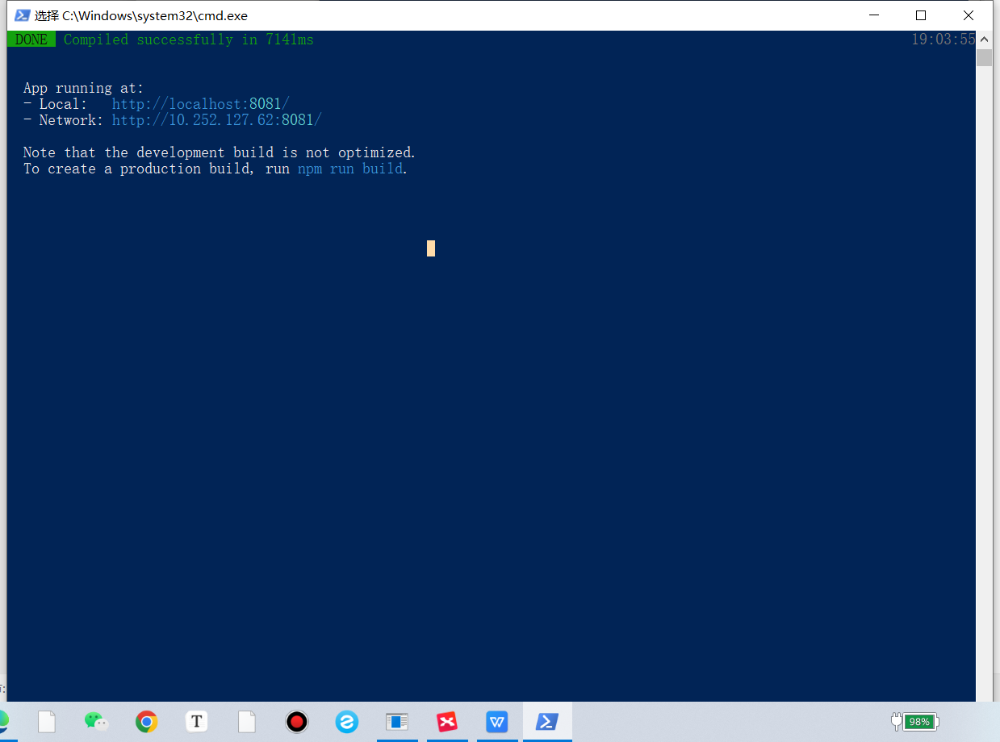 选择 C:\Windows\system32\cmd.exe
DONE Compiled successfully in 7141ms 19:03:55
App running at:
- Local: http://localhost:8081/
- Network: http://10.252.127.62:8081/
Note that the development build is not optimized.
To create a production build, run npm run build.
T
W
98%